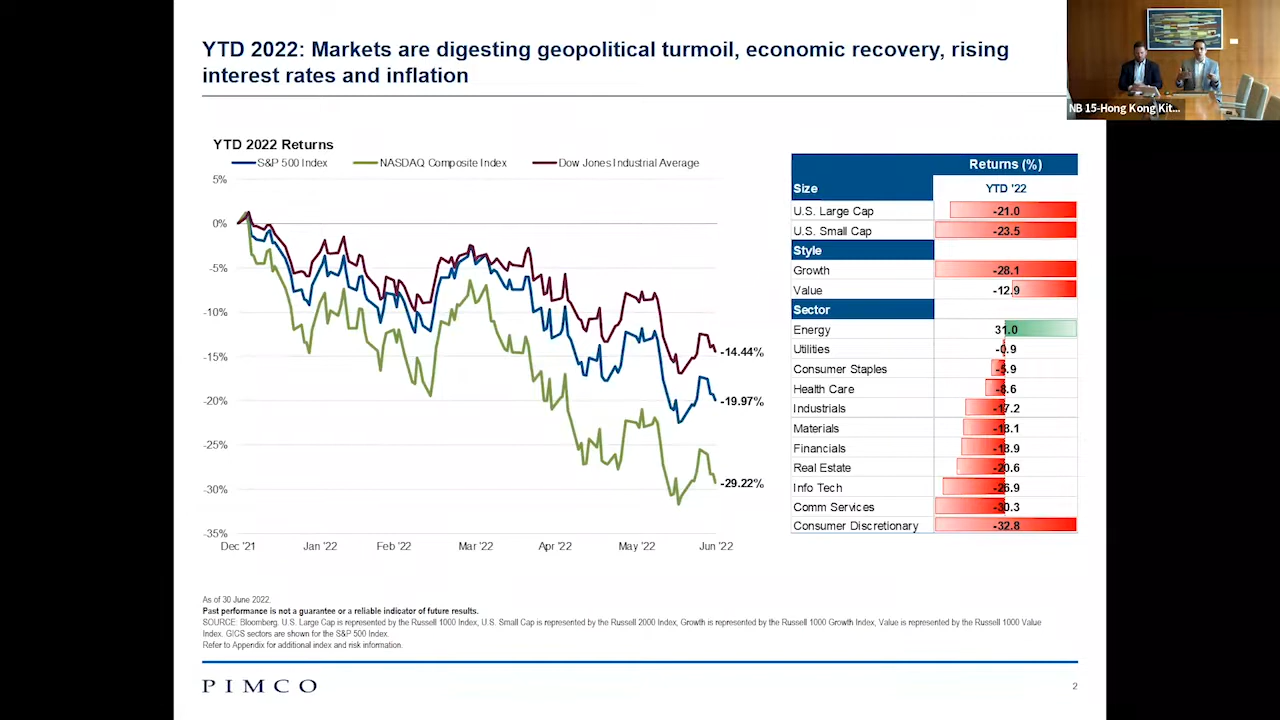 YTD 2022: Markets are digesting geopolitical turmoil, economic recovery, rising
interest rates and inflation
NB 15-Hong Kong Kit...
YTD 2022 Returns
S&P 500 Index NASDAQ Composite Index Dow Jones Industrial Average
5%
0%
-5%
-10%
-15%
-20%
-25%
-30%
-35%
-14.44%
-19.97%
-29.22%
Dec '21 Jan '22 Feb '22 Mar '22 Apr '22 May '22 Jun '22
Returns (%)
Size YTD '22
U.S. Large Cap -21.0
U.S. Small Cap -23.5
Style
Growth -28.1
Value -12.9
Sector
Energy 31.0
Utilities -0.9
Consumer Staples -5.9
Health Care -8.6
Industrials -17.2
Materials -18.1
Financials -18.9
Real Estate -20.6
Info Tech -26.9
Comm Services -30.3
Consumer Discretionary -32.8
As of 30 June 2022.
Past performance is not a guarantee or a reliable indicator of future results.
SOURCE: Bloomberg. U.S. Large Cap is represented by the Russell 1000 Index, U.S. Small Cap is represented by the Russell 2000 Index, Growth is represented by the Russell 1000 Growth Index, Value is represented by the Russell 1000 Value
Index. GICS sectors are shown for the S&P 500 Index.
Refer to Appendix for additional index and risk information.
PIMCO
2